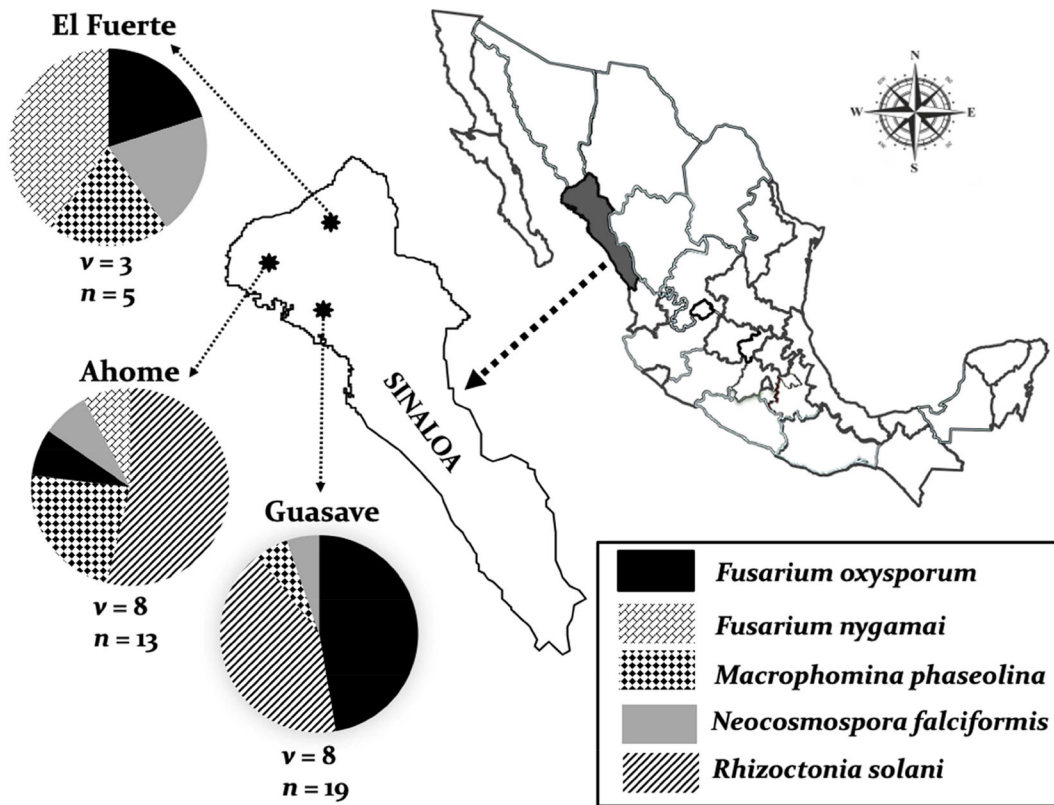 El Fuerte
v = 3
n = 5
Ahome
v = 8
n = 13
Guasave
v = 8
n = 19
SINALOA
N
W E
S
Fusarium oxysporum
Fusarium nygamai
Macrophomina phaseolina
Neocosmospora falciformis
Rhizoctonia solani